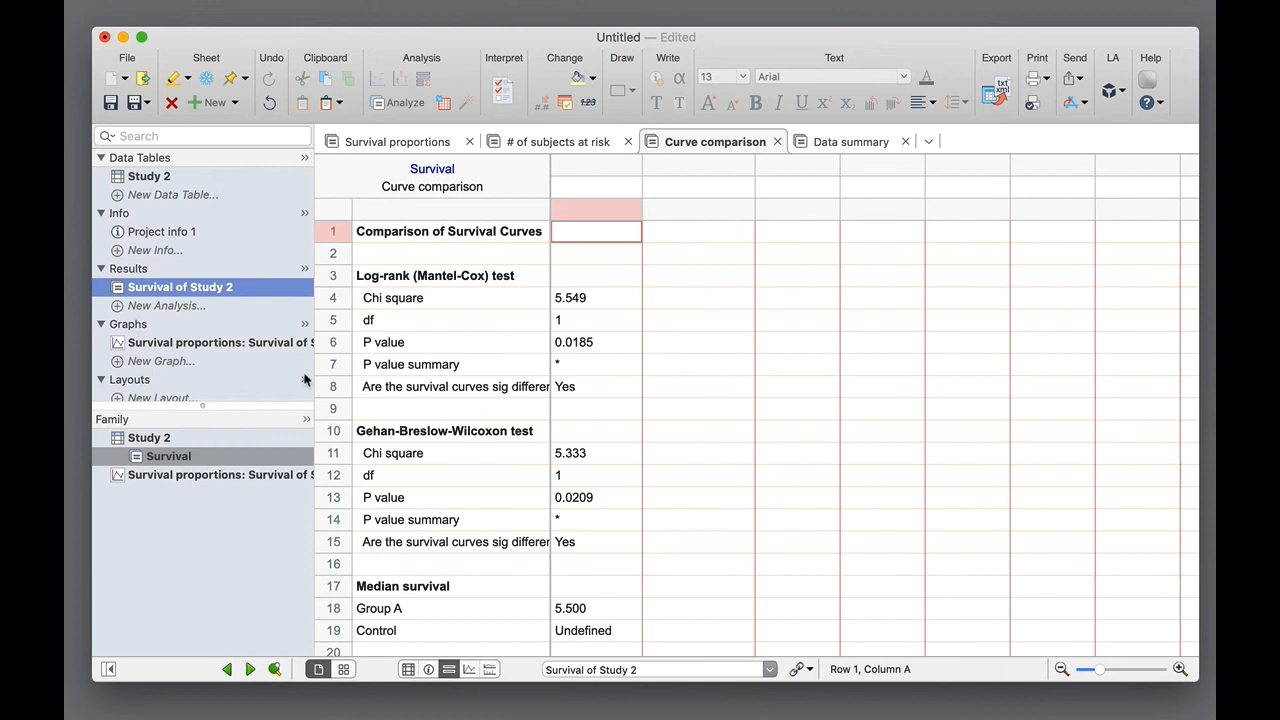 Untitled — Edited
File Sheet Undo Clipboard Analysis Interpret Change Draw Write Text Export Print Send LA Help
13 Arial
New Analyze
Search
Survival proportions # of subjects at risk Curve comparison Data summary
Data Tables
Study 2
New Data Table...
Info
Project info 1
New Info...
Results
Survival of Study 2
New Analysis...
Graphs
Survival proportions: Survival of S
New Graph...
Layouts
New Layout...
Family
Study 2
Survival
Survival proportions: Survival of S
Survival
Curve comparison
1 Comparison of Survival Curves
2
3 Log-rank (Mantel-Cox) test
4 Chi square 5.549
5 df 1
6 P value 0.0185
7 P value summary *
8 Are the survival curves sig differen Yes
9
10 Gehan-Breslow-Wilcoxon test
11 Chi square 5.333
12 df 1
13 P value 0.0209
14 P value summary *
15 Are the survival curves sig differen Yes
16
17 Median survival
18 Group A 5.500
19 Control Undefined
20
Survival of Study 2 Row 1, Column A